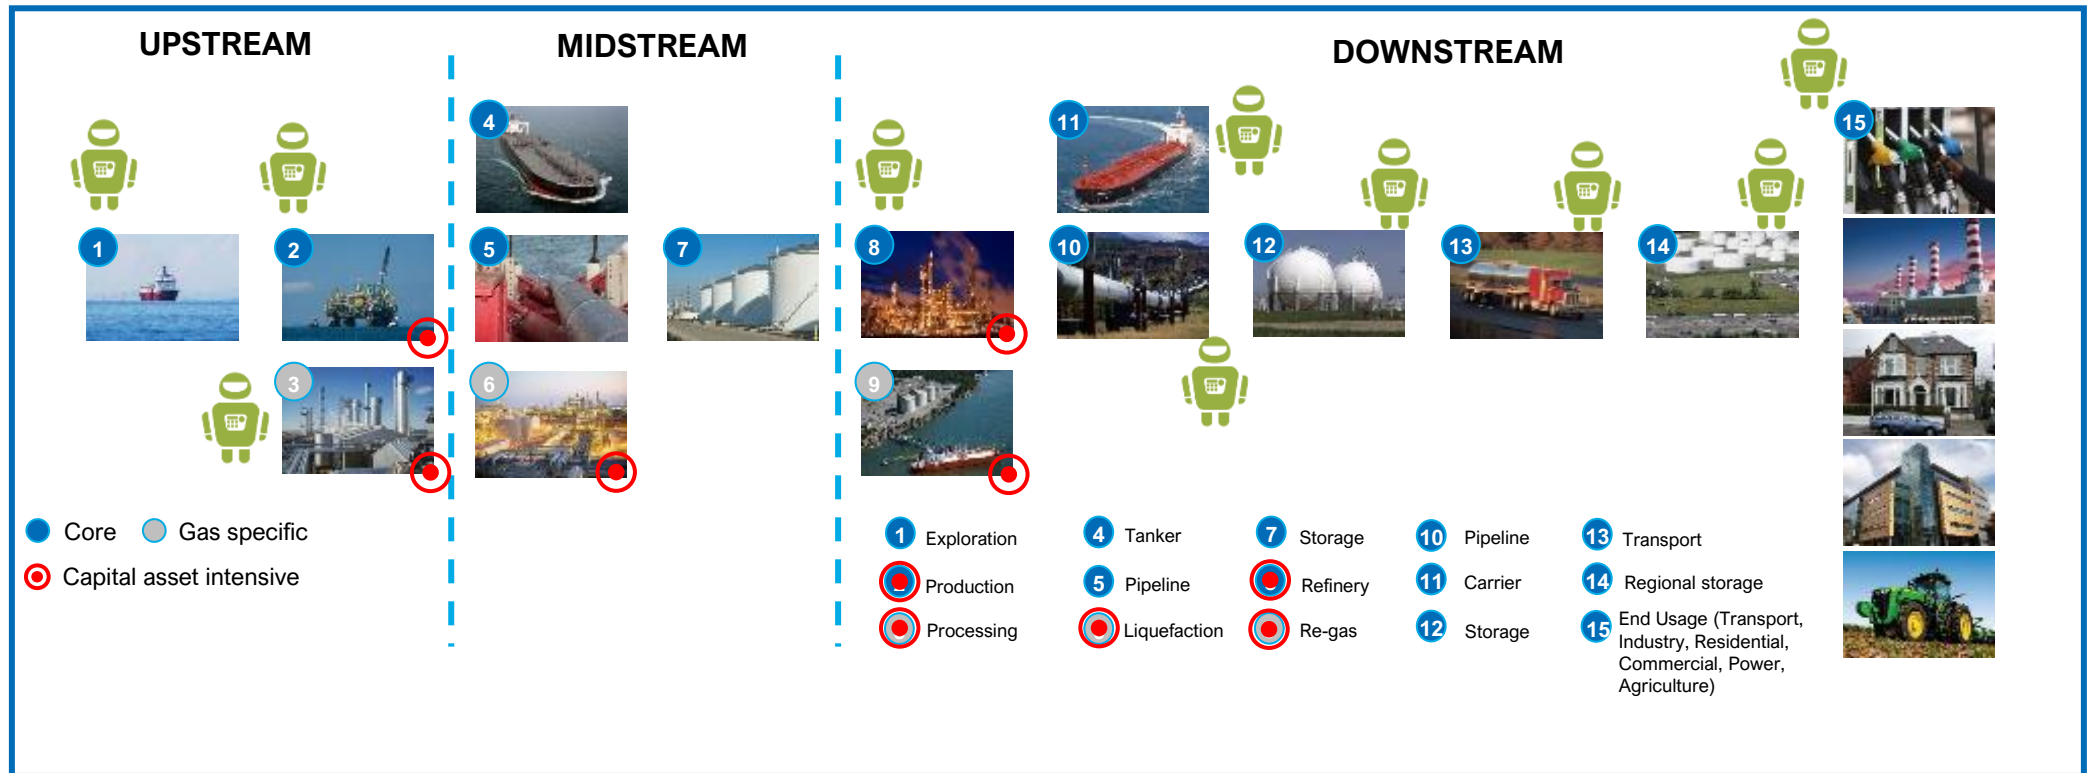 UPSTREAM
MIDSTREAM
DOWNSTREAM
4
11
15
1
2
5
7
8
10
12
13
14
3
6
9
Core
Gas specific
Capital asset intensive
1 Exploration
Production
Processing
4 Tanker
5 Pipeline
Liquefaction
7 Storage
Refinery
Re-gas
10 Pipeline
11 Carrier
12 Storage
13 Transport
14 Regional storage
15 End Usage (Transport,
Industry, Residential,
Commercial, Power,
Agriculture)